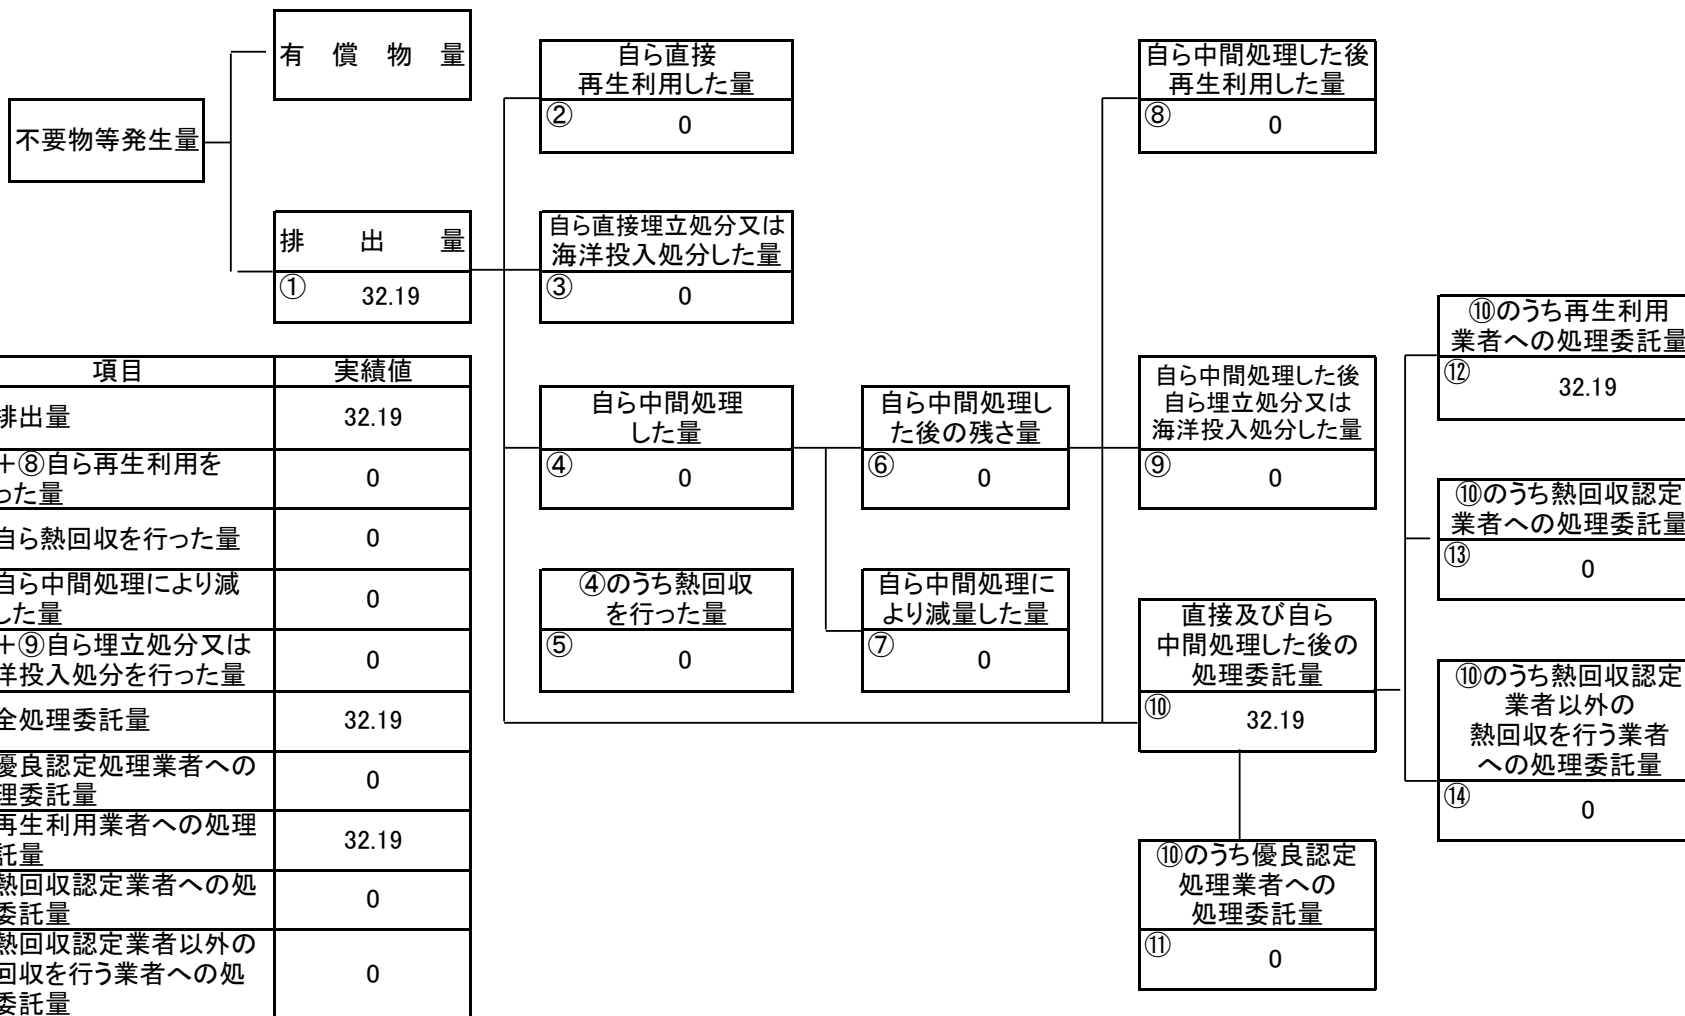 不要物等発生量
有償物量
排出量
①
32.19
自ら直接
再生利用した量
②
0
自ら直接埋立処分又は
海洋投入処分した量
③
0
自ら中間処理
した量
④
0
④のうち熱回収
を行った量
⑤
0
自ら中間処理し
た後の残さ量
⑥
0
自ら中間処理に
より減量した量
⑦
0
自ら中間処理した後
再生利用した量
⑧
0
自ら中間処理した後
自ら埋立処分又は
海洋投入処分した量
⑨
0
直接及び自ら
中間処理した後の
処理委託量
⑩
32.19
⑩のうち優良認定
処理業者への
処理委託量
⑪
0
⑩のうち再生利用
業者への処理委託量
⑫
32.19
⑩のうち熱回収認定
業者への処理委託量
⑬
0
⑩のうち熱回収認定
業者以外の
熱回収を行う業者
への処理委託量
⑭
0
項目 実績値
排出量 32.19
+⑧自ら再生利用を
った量 0
自ら熱回収を行った量 0
自ら中間処理により減
した量 0
+⑨自ら埋立処分又は
洋投入処分を行った量 0
全処理委託量 32.19
優良認定処理業者への
理委託量 0
再生利用業者への処理
託量 32.19
熱回収認定業者への処
委託量 0
熱回収認定業者以外の
回収を行う業者への処
委託量 0